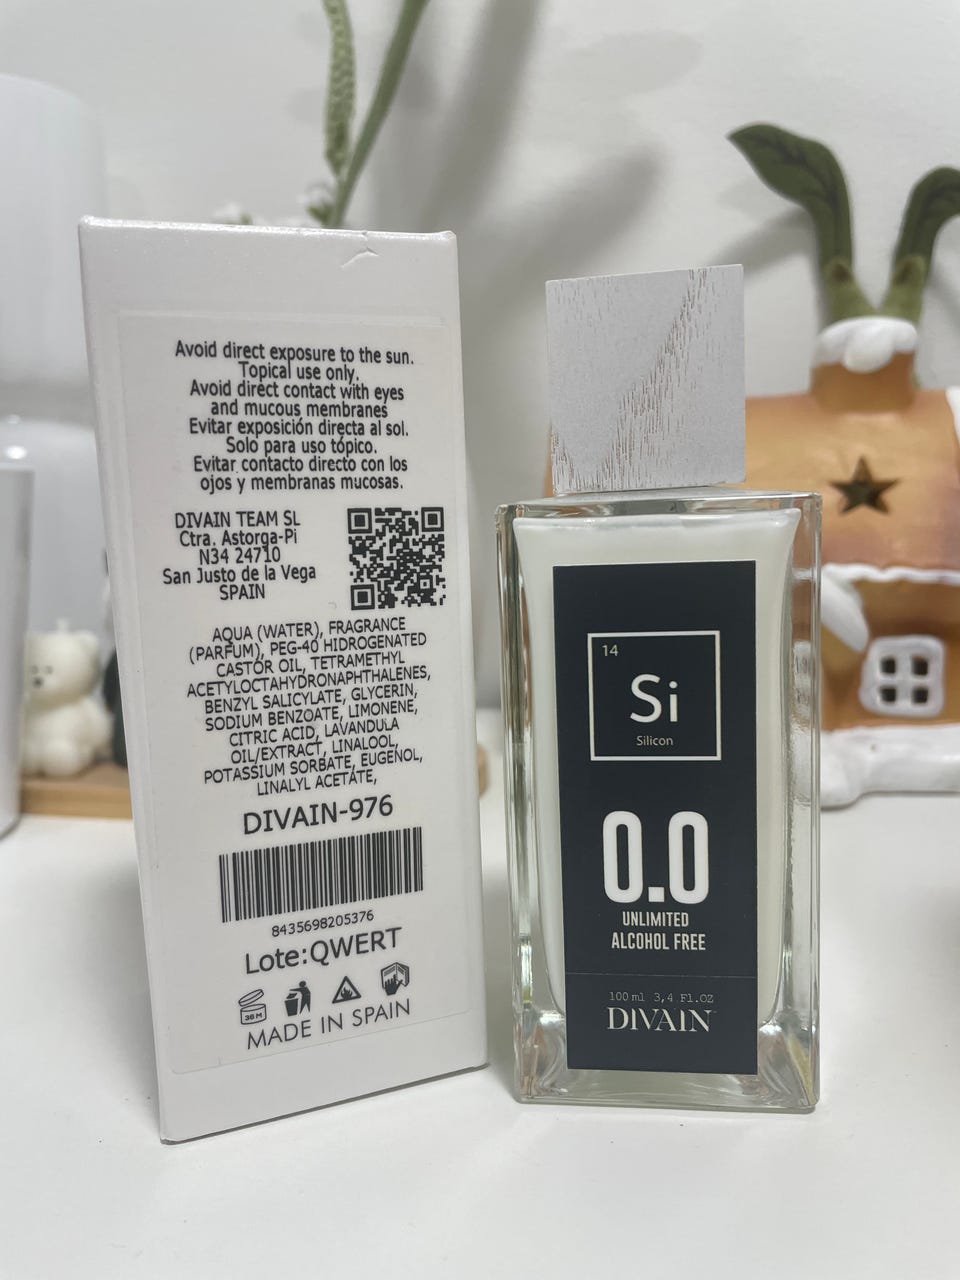 Avoid direct exposure to the sun.
Topical use only.
Avoid direct contact with eyes
and mucous membranes
Evitar exposición directa al sol.
Solo para uso tópico.
Evitar contacto directo con los
ojos y membranas mucosas.
DIVAIN TEAM SL
Ctra. Astorga-Pi
N34 24710
San Justo de la Vega
SPAIN
AQUA (WATER), FRAGRANCE
(PARFUM), PEG-40 HIDROGENATED
CASTOR OIL, TETRAMETHYL
ACETYLOCTAHYDRONAPHTHALENES,
BENZYL SALICYLATE, GLYCERIN,
SODIUM BENZOATE, LIMONENE,
CITRIC ACID, LAVANDULA
OIL/EXTRACT, LINALOOL,
POTASSIUM SORBATE, EUGENOL,
LINALYL ACETATE,
DIVAIN-976
8435698205376
Lote:QWERT
36 M
MADE IN SPAIN
14
Si
Silicon
0.0
UNLIMITED
ALCOHOL FREE
100 ml 3,4 Fl.OZ
DIVAIN